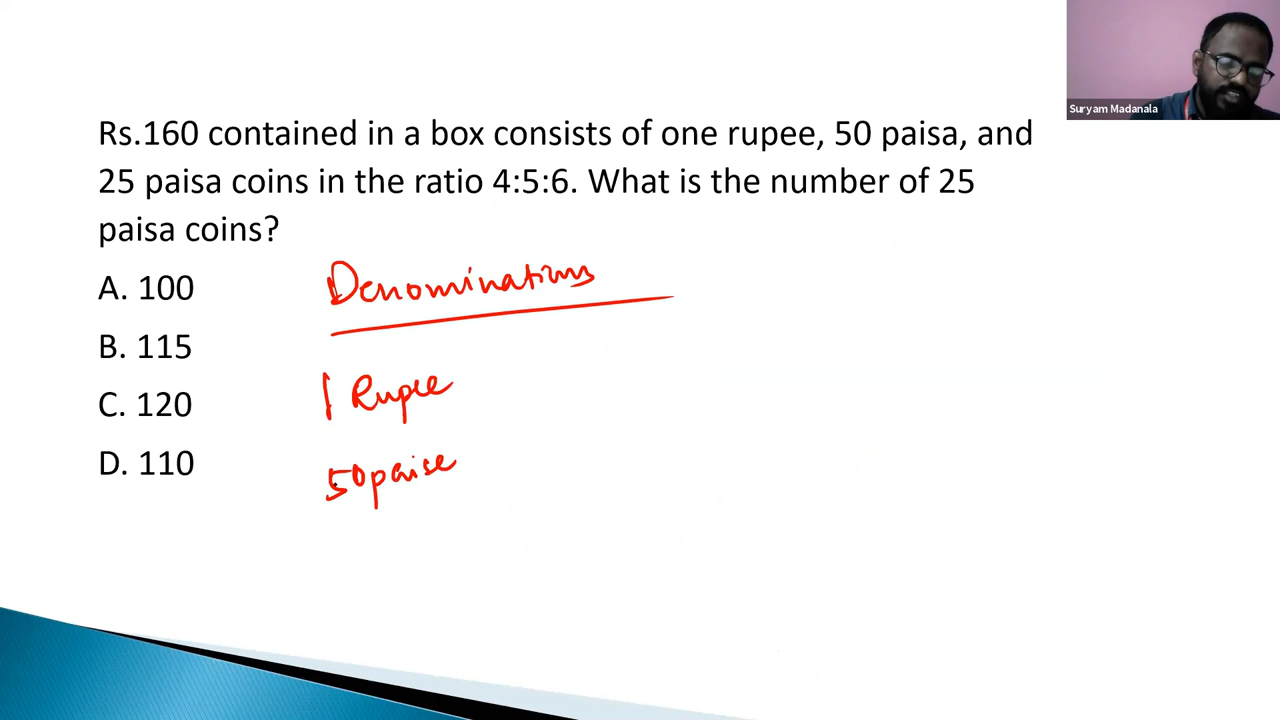 Suryam Madanala
Rs.160 contained in a box consists of one rupee, 50 paisa, and
25 paisa coins in the ratio 4:5:6. What is the number of 25
paisa coins?
A. 100
B. 115
C. 120
D. 110
Denominations
1 Rupee
50 paise